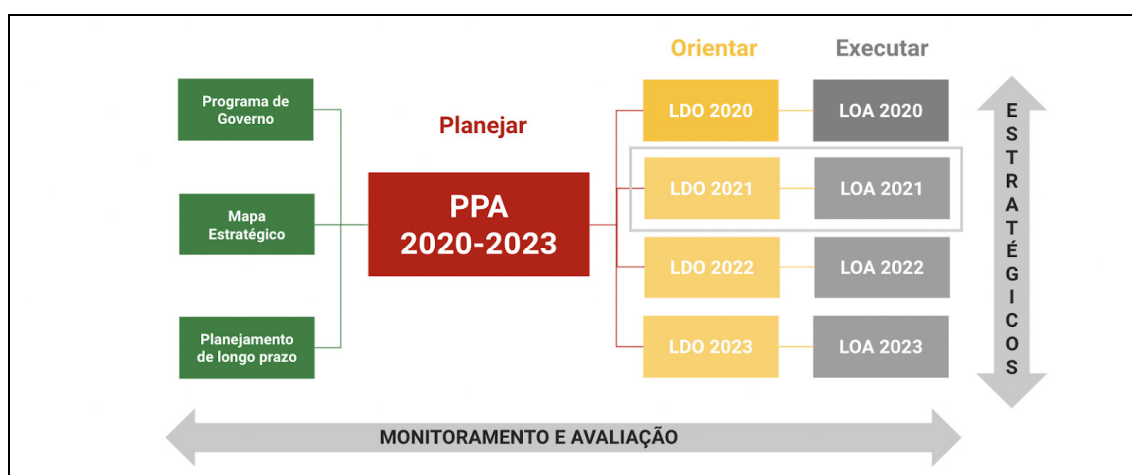 Orientar
Executar
Programa de
Governo
Planejar
LDO 2020
LOA 2020
LDO 2021
LOA 2021
Mapa
Estratégico
PPA
2020-2023
LDO 2022
LOA 2022
Planejamento
de longo prazo
LDO 2023
LOA 2023
ESTRATÉGICOS
MONITORAMENTO E AVALIAÇÃO